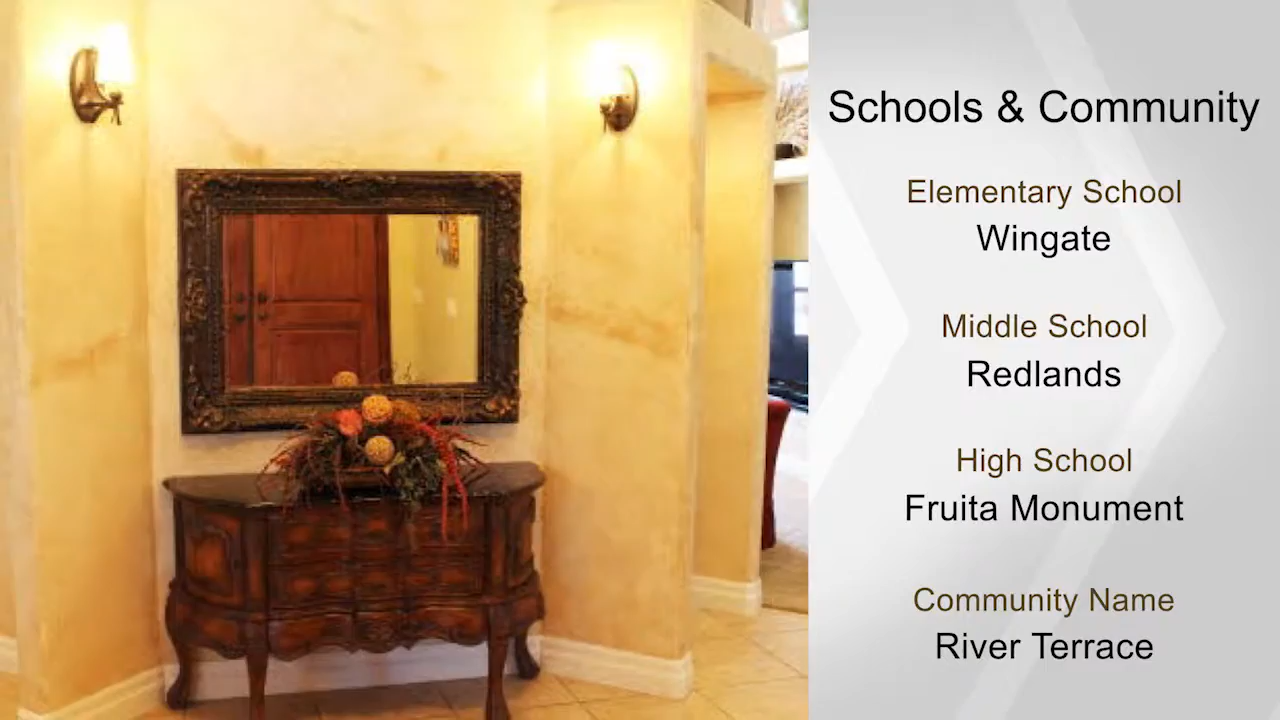 Schools & Community
Elementary School
Wingate
Middle School
Redlands
High School
Fruita Monument
Community Name
River Terrace